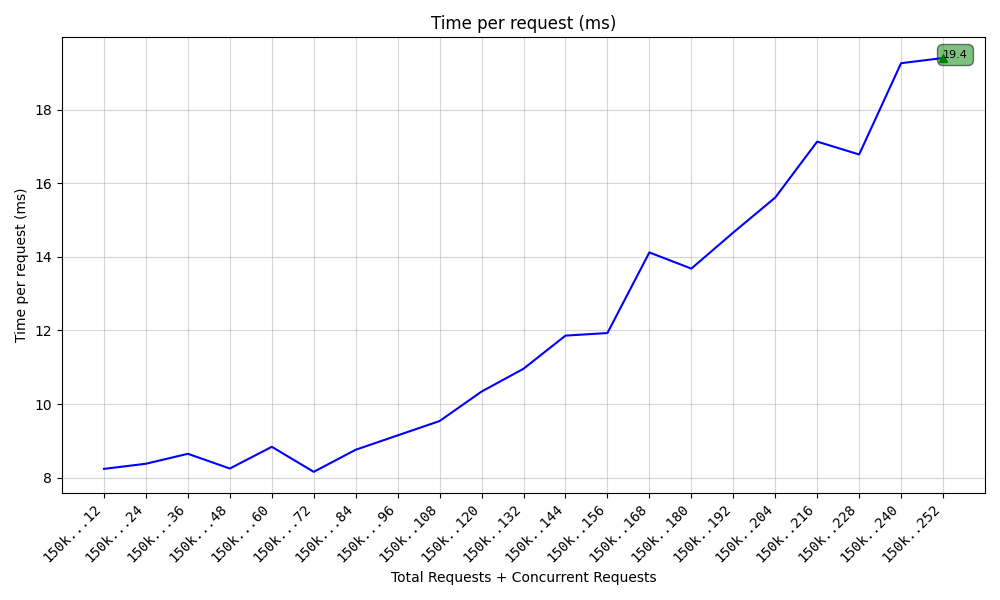 Time per request (ms)
19.4
Time per request (ms)
18
16
14
12
10
8
150k...12
150k...24
150k...36
150k...48
150k...60
150k...72
150k...84
150k...96
150k..108
150k..120
150k..132
150k..144
150k..156
150k..168
150k..180
150k..192
150k..204
150k..216
150k..228
150k..240
150k..252
Total Requests + Concurrent Requests